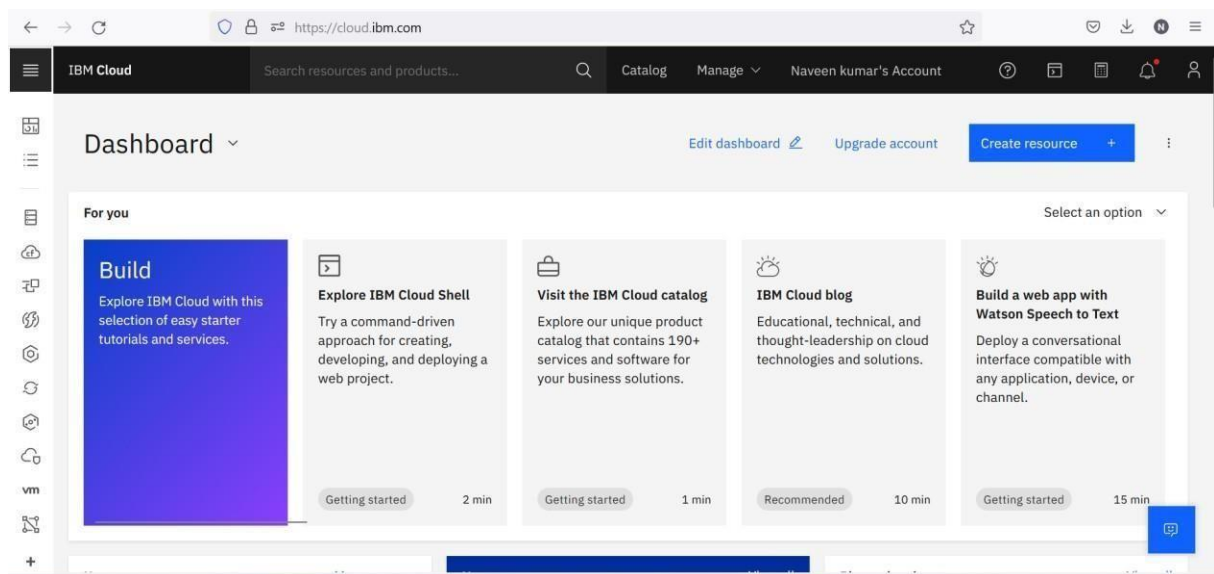 https://cloud.ibm.com
N
IBM Cloud
Search resources and products...
Catalog
Manage
Naveen kumar's Account
Dashboard
Edit dashboard
Upgrade account
Create resource +
For you
Select an option
Build
Explore IBM Cloud with this
selection of easy starter
tutorials and services.
Explore IBM Cloud Shell
Try a command-driven
approach for creating,
developing, and deploying a
web project.
Getting started
2 min
Visit the IBM Cloud catalog
Explore our unique product
catalog that contains 190+
services and software for
your business solutions.
Getting started
1 min
IBM Cloud blog
Educational, technical, and
thought-leadership on cloud
technologies and solutions.
Recommended
10 min
Build a web app with
Watson Speech to Text
Deploy a conversational
interface compatible with
any application, device, or
channel.
Getting started
15 min
vm